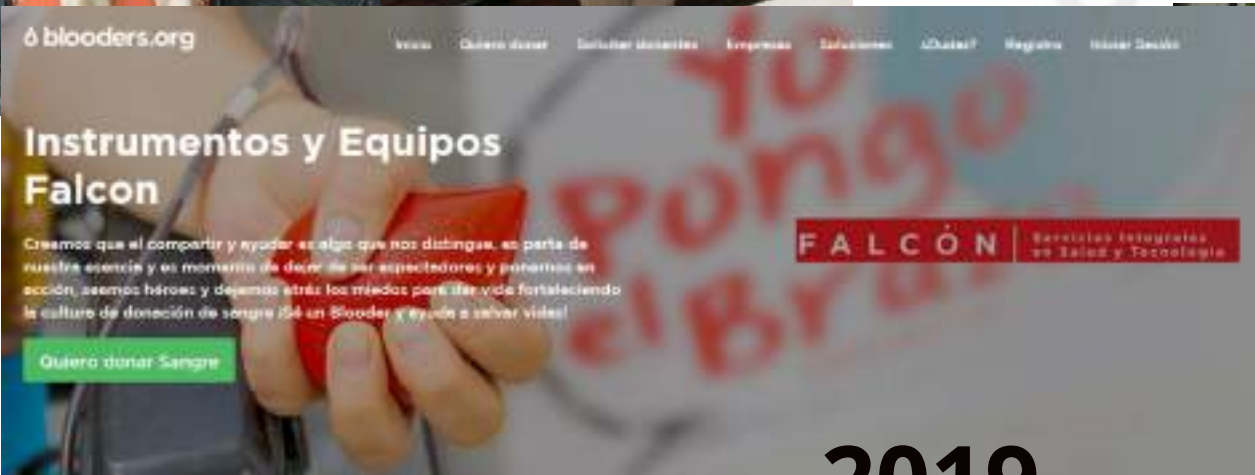 blooders.org
Inicio Quiero donar Solicitar donantes Empresas Soluciones ¿Dudas? Registro Iniciar Sesión
Yo
Pongo
el Brazo
Instrumentos y Equipos
Falcon
Creemos que el compartir y ayudar es algo que nos distingue, es parte de
nuestra esencia y es momento de dejar de ser espectadores y ponernos en
acción, seamos héroes y dejemos atrás los miedos para dar vida fortaleciendo
la cultura de donación de sangre ¡Sé un Blooder y ayuda a salvar vidas!
Quiero donar Sangre
FALCÓN
Servicios Integrales
en Salud y Tecnología
2019